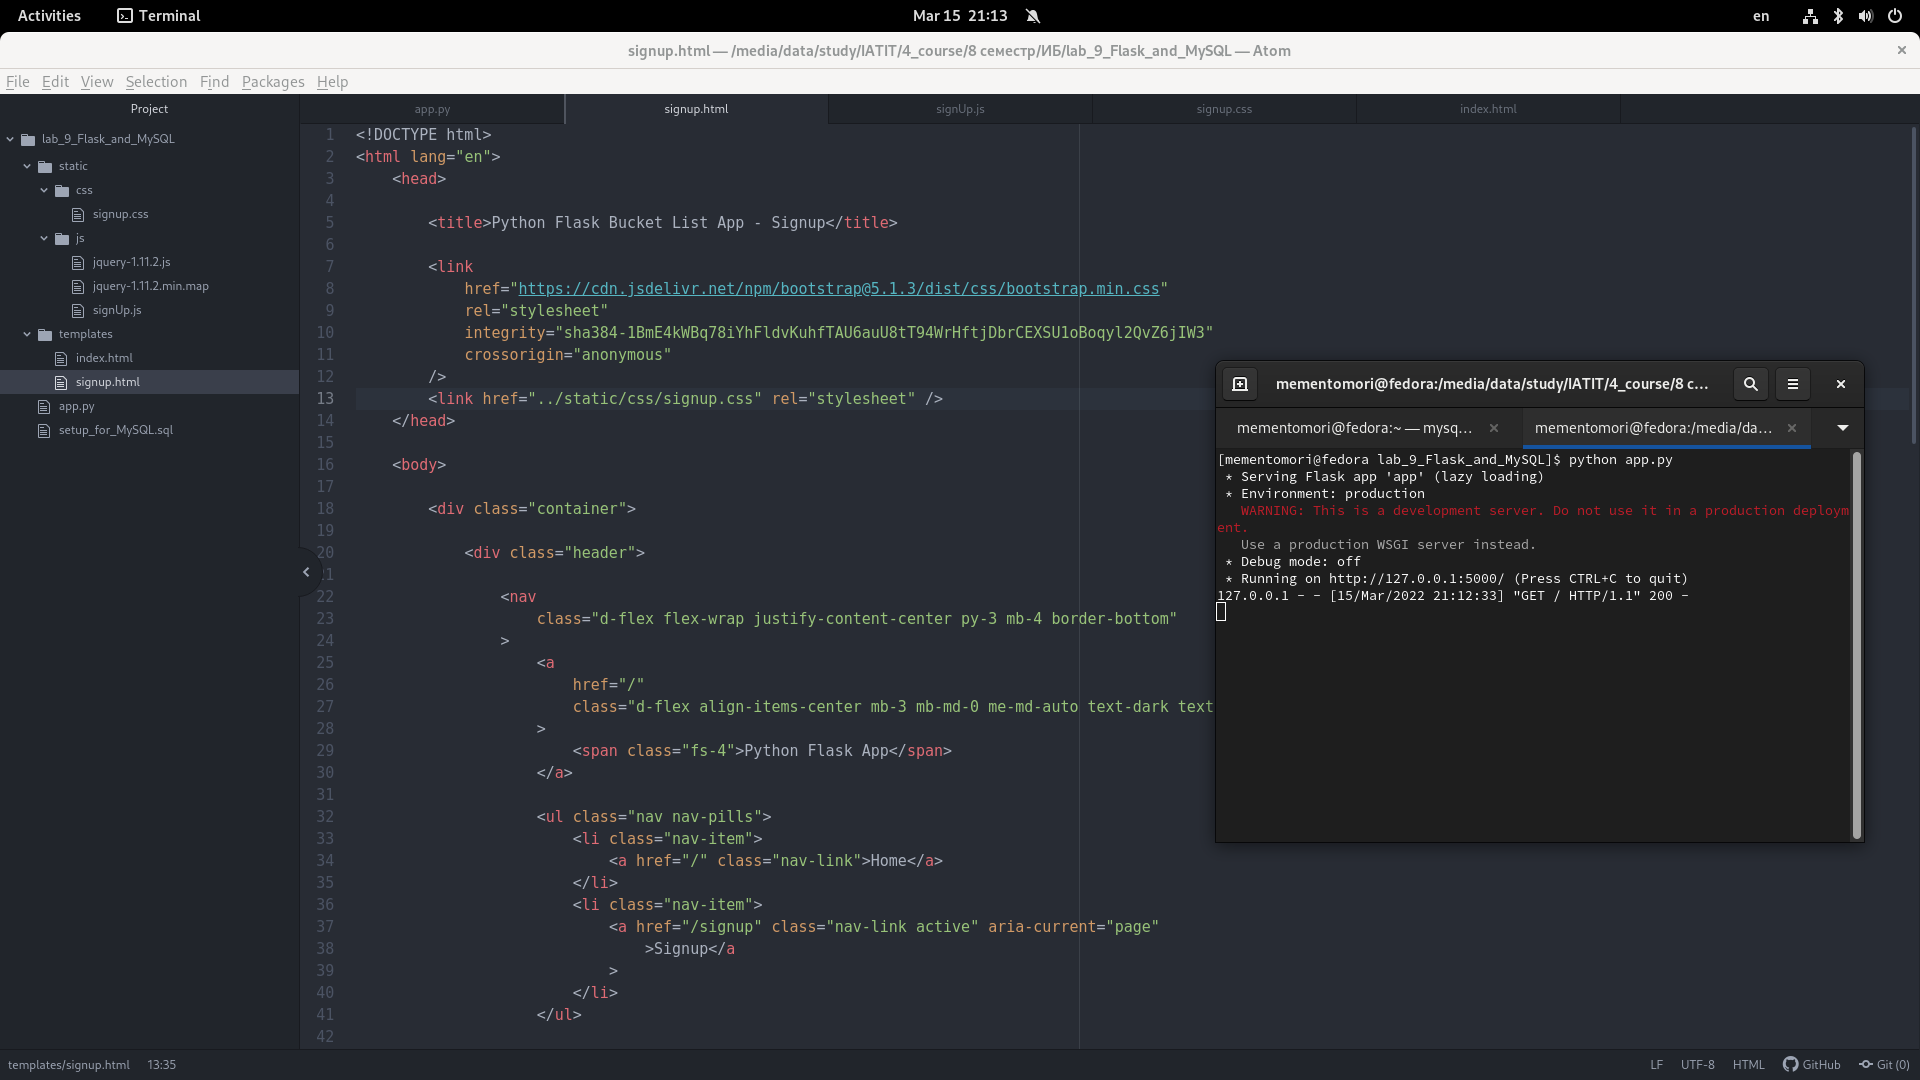 Activities
Terminal
Mar 15 21:13
en
signup.html — /media/data/study/IATIT/4_course/8 семестр/ИБ/lab_9_Flask_and_MySQL — Atom
File Edit View Selection Find Packages Help
Project
lab_9_Flask_and_MySQL
static
css
signup.css
js
jquery-1.11.2.js
jquery-1.11.2.min.map
signUp.js
templates
index.html
signup.html
app.py
setup_for_MySQL.sql
app.py
signup.html
signUp.js
signup.css
index.html
1 <!DOCTYPE html>
2 <html lang="en">
3 <head>
4
5 <title>Python Flask Bucket List App - Signup</title>
6
7 <link
8 href="https://cdn.jsdelivr.net/npm/bootstrap@5.1.3/dist/css/bootstrap.min.css"
9 rel="stylesheet"
10 integrity="sha384-1BmE4kWBq78iYhFldvKuhfTAU6auU8tT94WrHftjDbrCEXSU1oBoqyl2QvZ6jIW3"
11 crossorigin="anonymous"
12 />
13 <link href="../static/css/signup.css" rel="stylesheet" />
14 </head>
15
16 <body>
17
18 <div class="container">
19
20 <div class="header">
21
22 <nav
23 class="d-flex flex-wrap justify-content-center py-3 mb-4 border-bottom"
24 >
25 <a
26 href="/"
27 class="d-flex align-items-center mb-3 mb-md-0 me-md-auto text-dark text
28 >
29 <span class="fs-4">Python Flask App</span>
30 </a>
31
32 <ul class="nav nav-pills">
33 <li class="nav-item">
34 <a href="/" class="nav-link">Home</a>
35 </li>
36 <li class="nav-item">
37 <a href="/signup" class="nav-link active" aria-current="page"
38 >Signup</a
39 >
40 </li>
41 </ul>
42
mementomori@fedora:/media/data/study/IATIT/4_course/8 c...
mementomori@fedora:~ — mysq...
mementomori@fedora:/media/da...
[mementomori@fedora lab_9_Flask_and_MySQL]$ python app.py
* Serving Flask app 'app' (lazy loading)
* Environment: production
WARNING: This is a development server. Do not use it in a production deploym
ent.
Use a production WSGI server instead.
* Debug mode: off
* Running on http://127.0.0.1:5000/ (Press CTRL+C to quit)
127.0.0.1 - - [15/Mar/2022 21:12:33] "GET / HTTP/1.1" 200 -
templates/signup.html 13:35
LF UTF-8 HTML GitHub Git (0)